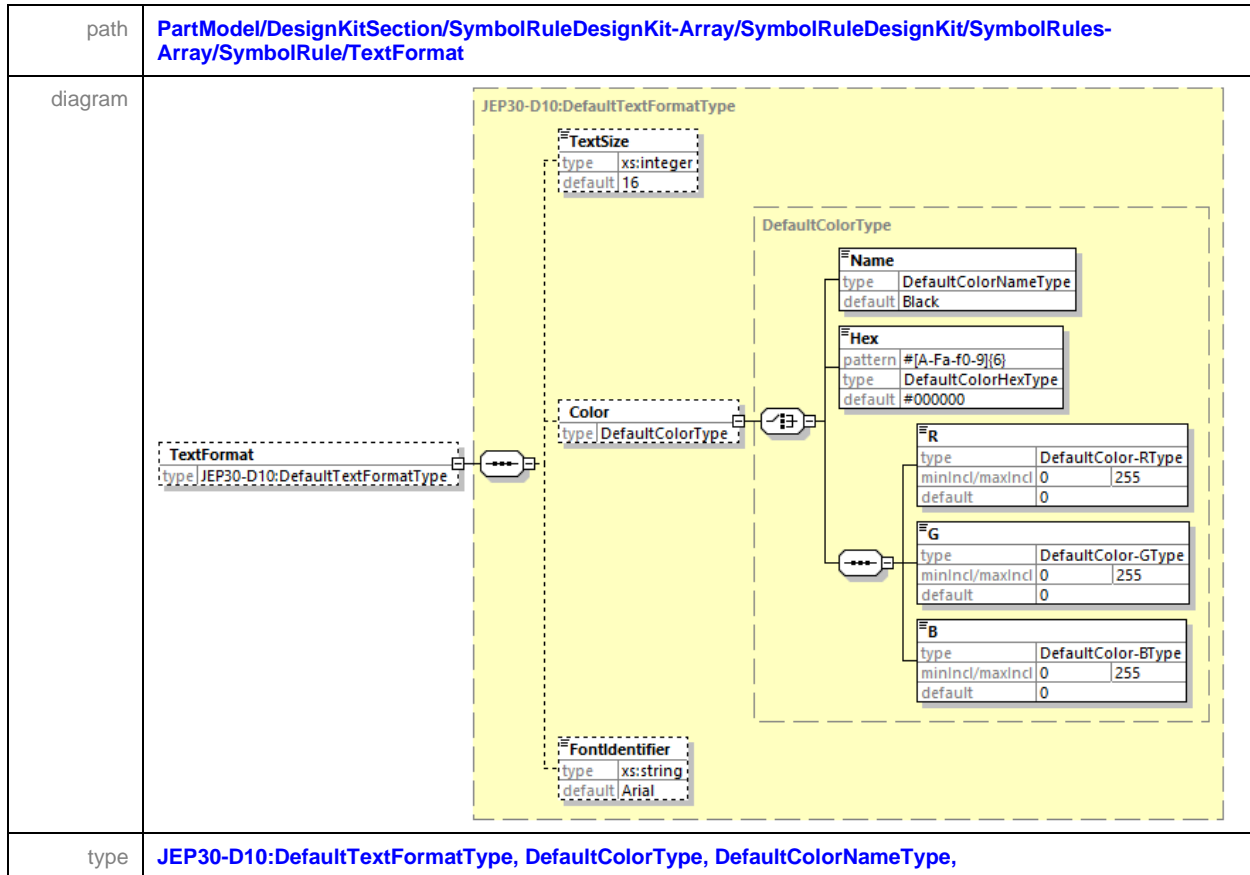 path
PartModel/DesignKitSection/SymbolRuleDesignKit-Array/SymbolRuleDesignKit/SymbolRules-
Array/SymbolRule/TextFormat
diagram
JEP30-D10:DefaultTextFormatType
TextSize
type xs:integer
default 16
DefaultColorType
Name
type DefaultColorNameType
default Black
Hex
pattern #[A-Fa-f0-9]{6}
type DefaultColorHexType
default #000000
Color
type DefaultColorType
R
type DefaultColor-RType
minIncl/maxIncl 0 255
default 0
TextFormat
type JEP30-D10:DefaultTextFormatType
G
type DefaultColor-GType
minIncl/maxIncl 0 255
default 0
B
type DefaultColor-BType
minIncl/maxIncl 0 255
default 0
FontIdentifier
type xs:string
default Arial
type
JEP30-D10:DefaultTextFormatType, DefaultColorType, DefaultColorNameType,